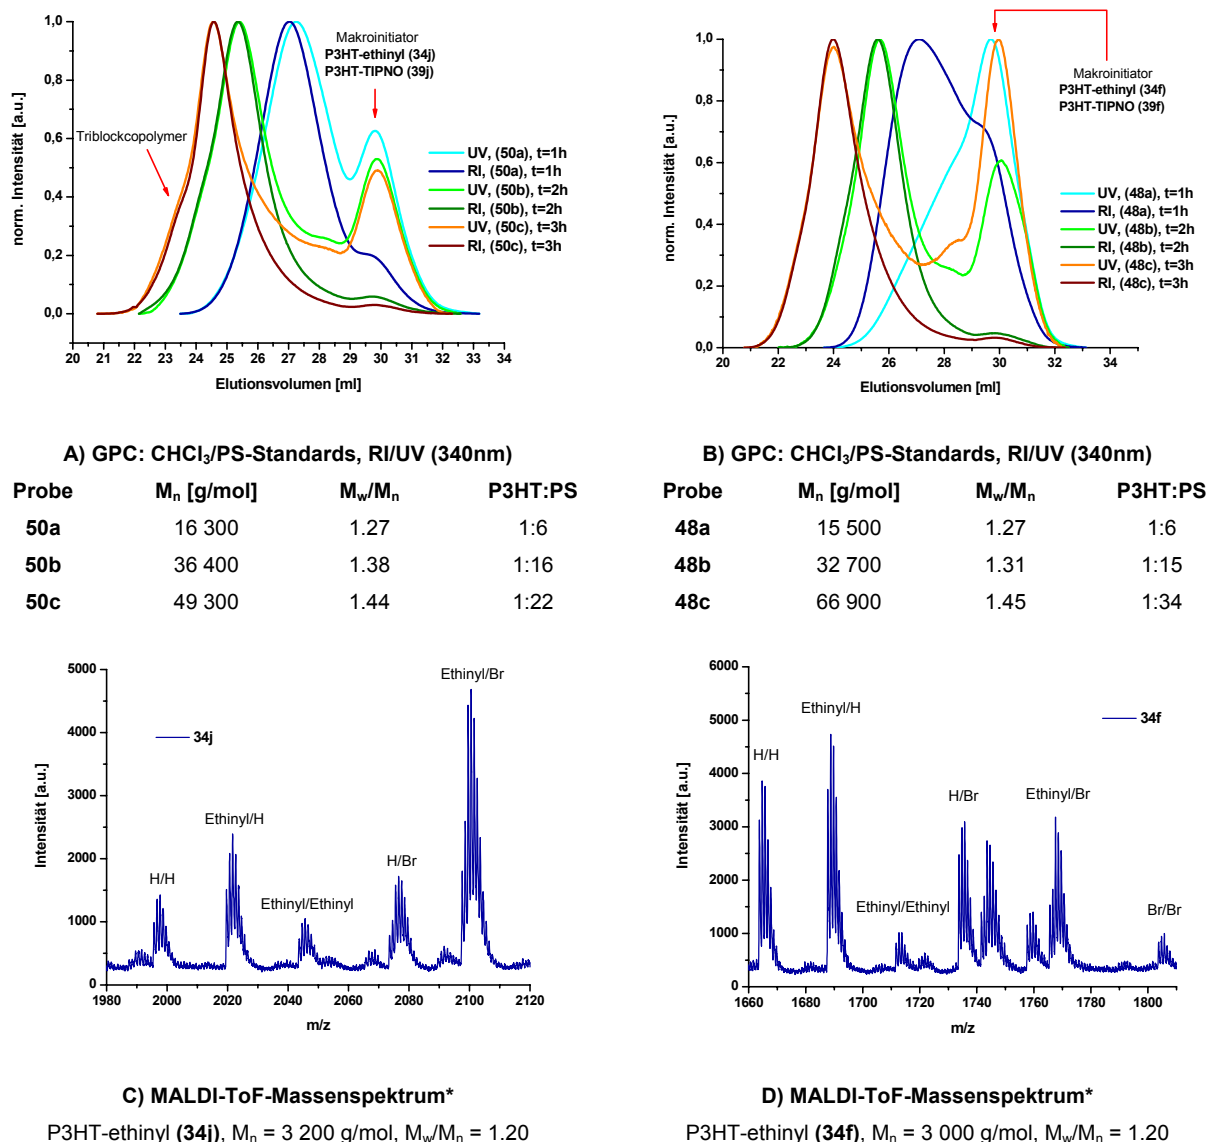 1,0
0,8
0,6
0,4
0,2
0,0
norm. Intensität [a.u.]
Makroinitiator
P3HT-ethinyl (34j)
P3HT-TIPNO (39j)
Triblockcopolymer
UV, (50a), t=1h
RI, (50a), t=1h
UV, (50b), t=2h
RI, (50b), t=2h
UV, (50c), t=3h
RI, (50c), t=3h
20 21 22 23 24 25 26 27 28 29 30 31 32 33 34
Elutionsvolumen [ml]
1,0
0,8
0,6
0,4
0,2
0,0
norm. Intensität [a.u.]
Makroinitiator
P3HT-ethinyl (34f)
P3HT-TIPNO (39f)
UV, (48a), t=1h
RI, (48a), t=1h
UV, (48b), t=2h
RI, (48b), t=2h
UV, (48c), t=3h
RI, (48c), t=3h
20 22 24 26 28 30 32 34
Elutionsvolumen [ml]
A) GPC: CHCl₃/PS-Standards, RI/UV (340nm)
Probe Mₙ [g/mol] M_w/Mₙ P3HT:PS
50a 16 300 1.27 1:6
50b 36 400 1.38 1:16
50c 49 300 1.44 1:22
B) GPC: CHCl₃/PS-Standards, RI/UV (340nm)
Probe Mₙ [g/mol] M_w/Mₙ P3HT:PS
48a 15 500 1.27 1:6
48b 32 700 1.31 1:15
48c 66 900 1.45 1:34
5000
4000
3000
2000
1000
0
Intensität [a.u.]
34j
H/H
Ethinyl/H
Ethinyl/Ethinyl
H/Br
Ethinyl/Br
1980 2000 2020 2040 2060 2080 2100 2120
m/z
6000
5000
4000
3000
2000
1000
0
Intensität [a.u.]
34f
H/H
Ethinyl/H
Ethinyl/Ethinyl
H/Br
Ethinyl/Br
Br/Br
1660 1680 1700 1720 1740 1760 1780 1800
m/z
C) MALDI-ToF-Massenspektrum*
P3HT-ethinyl (34j), Mₙ = 3 200 g/mol, M_w/Mₙ = 1.20
D) MALDI-ToF-Massenspektrum*
P3HT-ethinyl (34f), Mₙ = 3 000 g/mol, M_w/Mₙ = 1.20